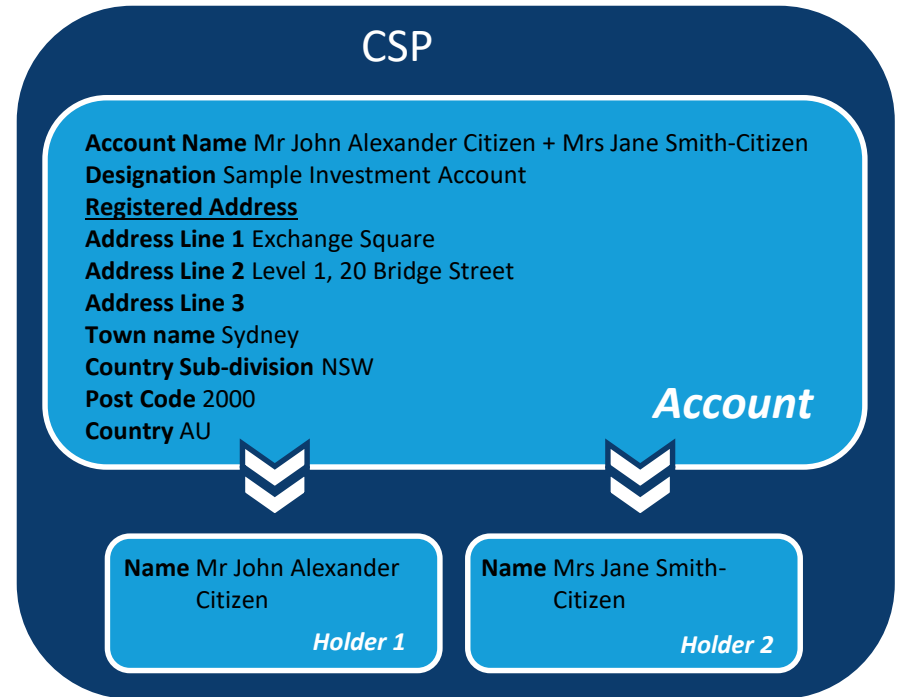 CSP
Account Name Mr John Alexander Citizen + Mrs Jane Smith-Citizen
Designation Sample Investment Account
Registered Address
Address Line 1 Exchange Square
Address Line 2 Level 1, 20 Bridge Street
Address Line 3
Town name Sydney
Country Sub-division NSW
Post Code 2000
Country AU
Account
Name Mr John Alexander
Citizen
Holder 1
Name Mrs Jane Smith-
Citizen
Holder 2